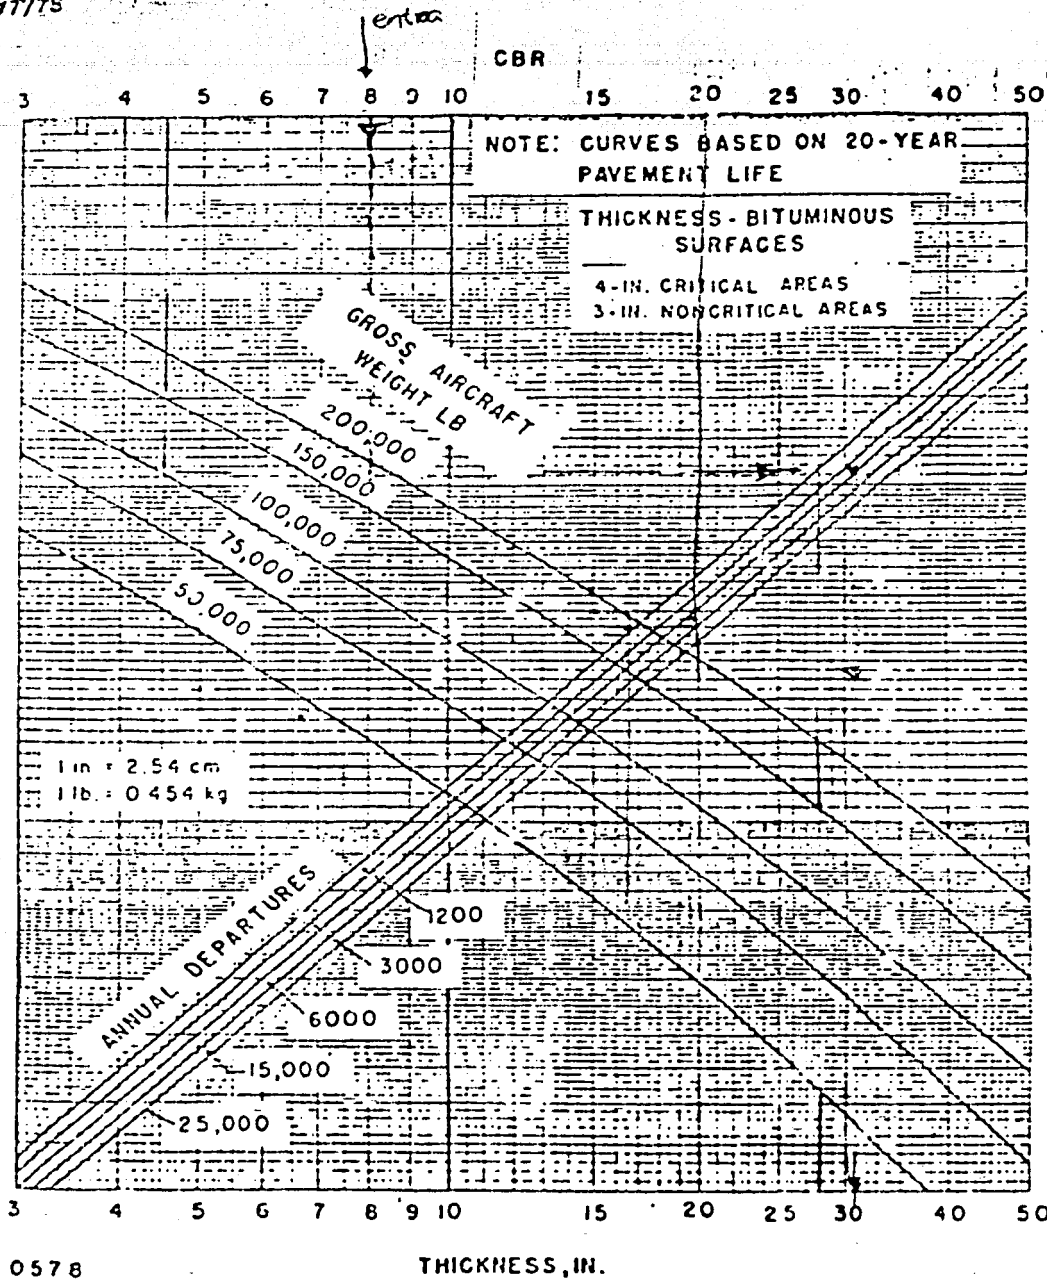 CBR
3 4 5 6 7 8 9 10 15 20 25 30 40 50
NOTE: CURVES BASED ON 20-YEAR
PAVEMENT LIFE
THICKNESS - BITUMINOUS
SURFACES
4-IN. CRITICAL AREAS
3-IN. NONCRITICAL AREAS
GROSS AIRCRAFT
WEIGHT LB
200,000
150,000
100,000
75,000
50,000
1 in = 2.54 cm
1 lb. = 0.454 kg
ANNUAL DEPARTURES
1200
3000
6000
15,000
25,000
3 4 5 6 7 8 9 10 15 20 25 30 40 50
0578
THICKNESS, IN.